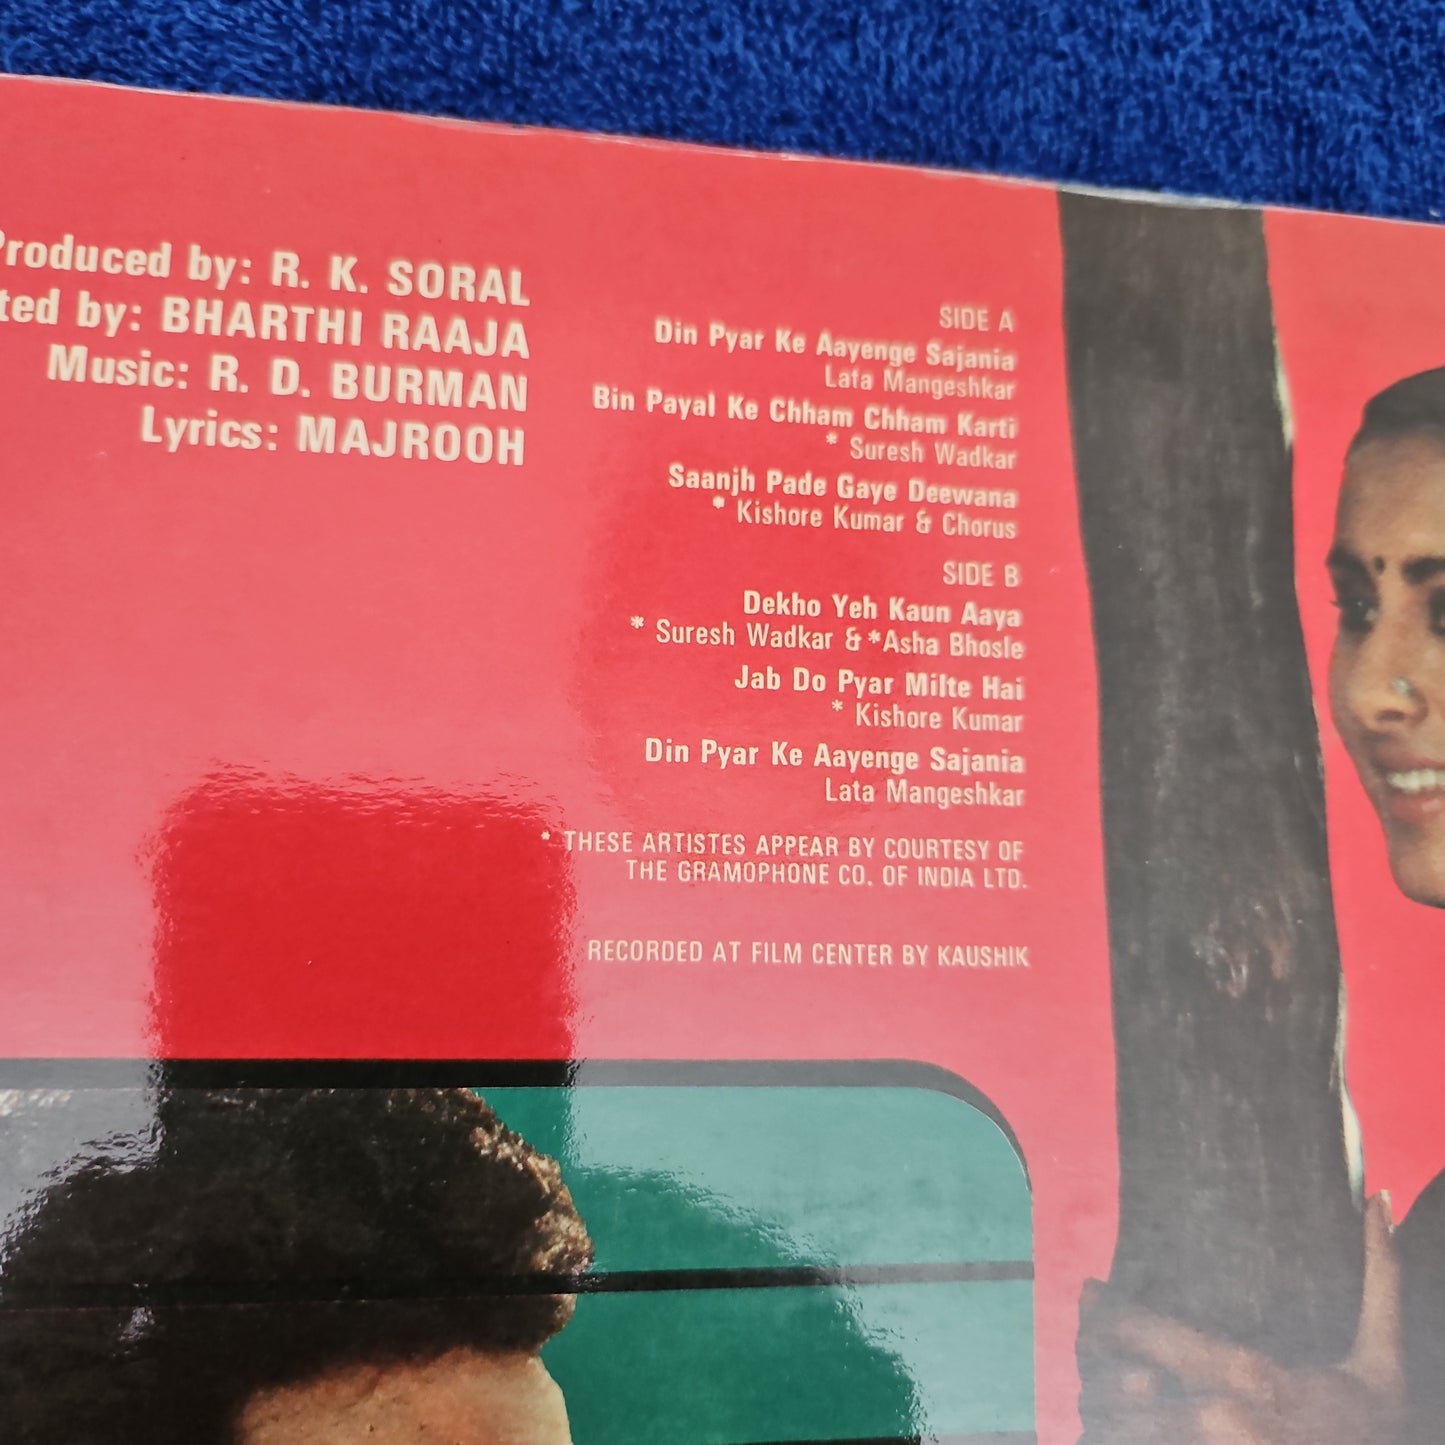 Produced by: R. K. SORAL
ted by: BHARTHI RAAJA
Music: R. D. BURMAN
Lyrics: MAJROOH
SIDE A
Din Pyar Ke Aayenge Sajania
Lata Mangeshkar
Bin Payal Ke Chham Chham Karti
* Suresh Wadkar
Saanjh Pade Gaye Deewana
* Kishore Kumar & Chorus
SIDE B
Dekho Yeh Kaun Aaya
* Suresh Wadkar & *Asha Bhosle
Jab Do Pyar Milte Hai
* Kishore Kumar
Din Pyar Ke Aayenge Sajania
Lata Mangeshkar
* THESE ARTISTES APPEAR BY COURTESY OF
THE GRAMOPHONE CO. OF INDIA LTD.
RECORDED AT FILM CENTER BY KAUSHIK